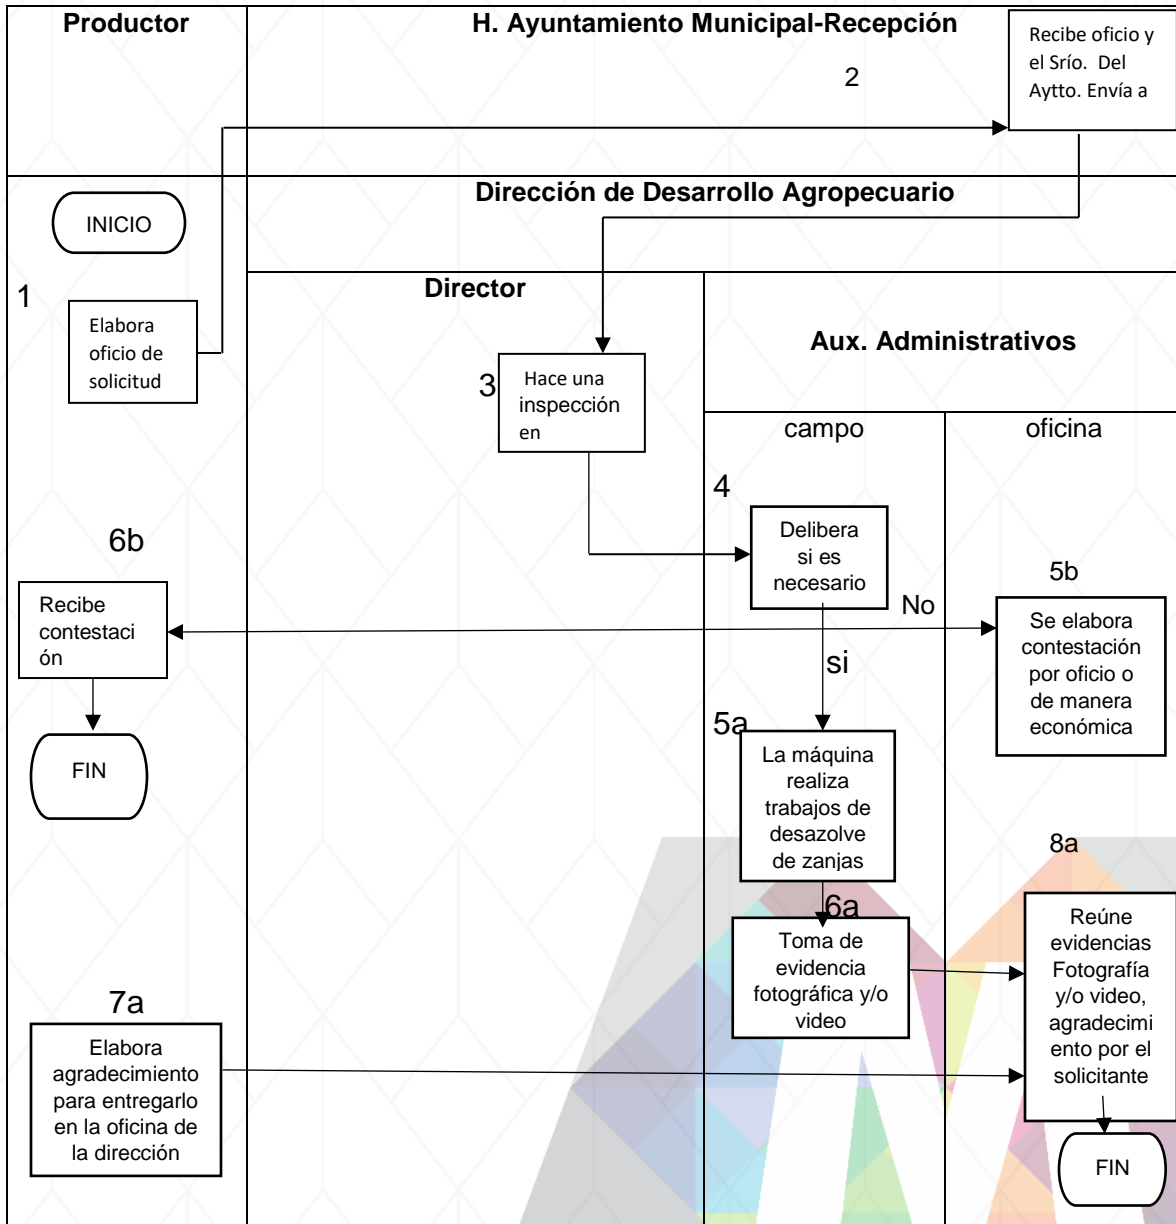 Productor
H. Ayuntamiento Municipal-Recepción
Recibe oficio y
el Srío. Del
Aytto. Envía a
2
Dirección de Desarrollo Agropecuario
INICIO
1
Elabora
oficio de
solicitud
Director
Aux. Administrativos
3
Hace una
inspección
en
campo
oficina
4
Delibera
si es
necesario
6b
Recibe
contestaci
ón
No
5b
Se elabora
contestación
por oficio o
de manera
económica
si
FIN
5a
La máquina
realiza
trabajos de
desazolve
de zanjas
8a
6a
Toma de
evidencia
fotográfica y/o
video
Reúne
evidencias
Fotografía
y/o video,
agradecimi
ento por el
solicitante
7a
Elabora
agradecimiento
para entregarlo
en la oficina de
la dirección
FIN